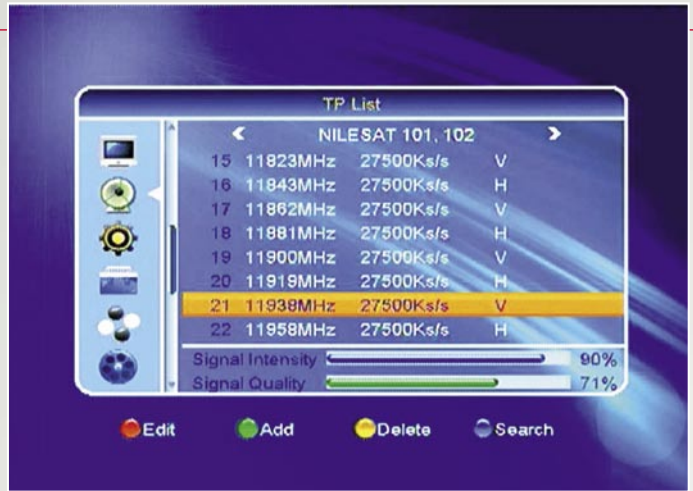 TP List
NILESAT 101, 102
15 11823MHz 27500Ks/s V
16 11843MHz 27500Ks/s H
17 11862MHz 27500Ks/s V
18 11881MHz 27500Ks/s H
19 11900MHz 27500Ks/s V
20 11919MHz 27500Ks/s H
21 11938MHz 27500Ks/s V
22 11958MHz 27500Ks/s H
Signal Intensity 90%
Signal Quality 71%
Edit Add Delete Search